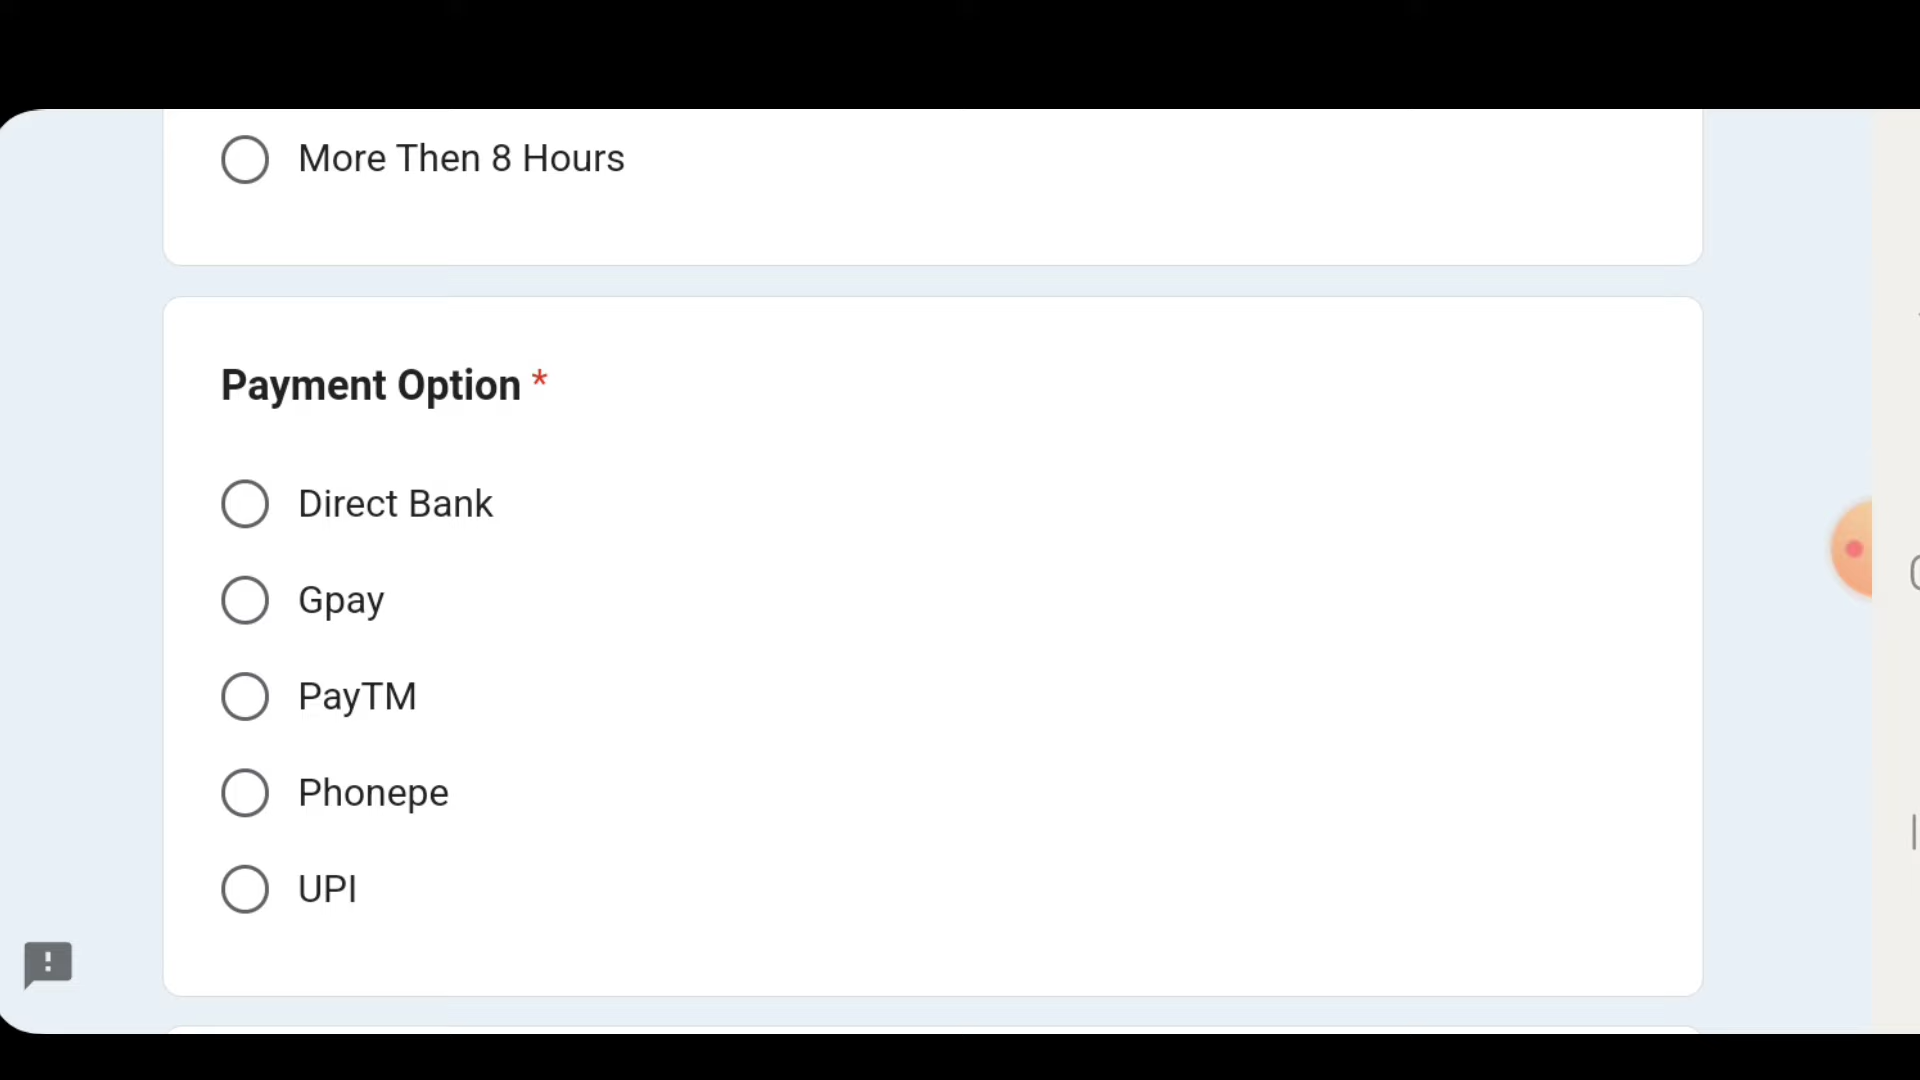 More Then 8 Hours
Payment Option *
Direct Bank
Gpay
PayTM
Phonepe
UPI